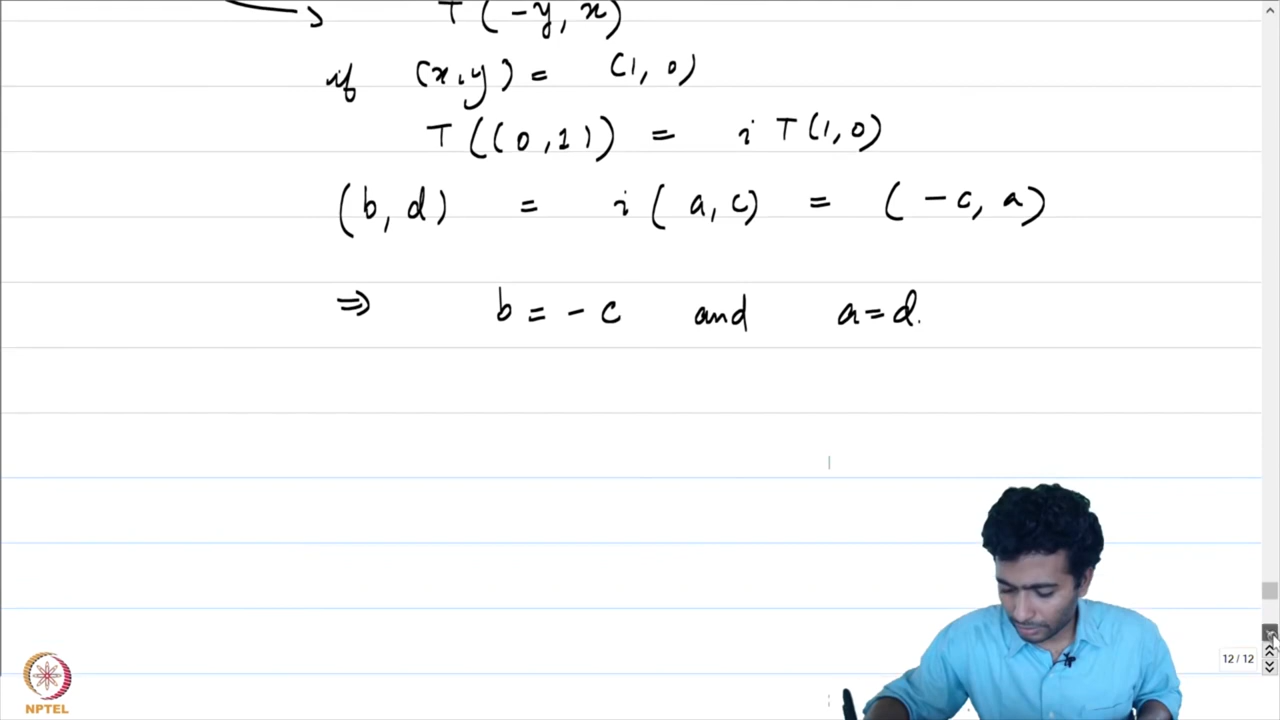 T(-y, x)
if (x, y) = (1, 0)
T((0, 1)) = i T(1, 0)
(b, d) = i (a, c) = (-c, a)
⇒ b = -c and a = d.
12 / 12
NPTEL